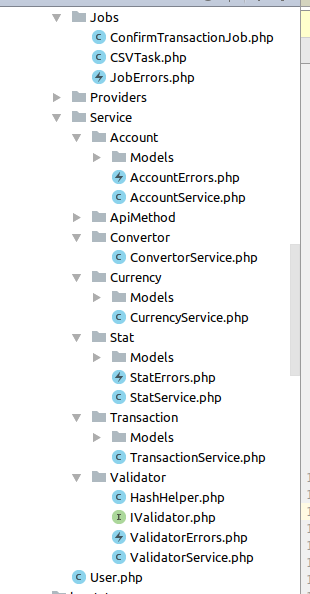 Jobs
ConfirmTransactionJob.php
CSVTask.php
JobErrors.php
Providers
Service
Account
Models
AccountErrors.php
AccountService.php
ApiMethod
Convertor
ConvertorService.php
Currency
Models
CurrencyService.php
Stat
Models
StatErrors.php
StatService.php
Transaction
Models
TransactionService.php
Validator
HashHelper.php
IValidator.php
ValidatorErrors.php
ValidatorService.php
User.php